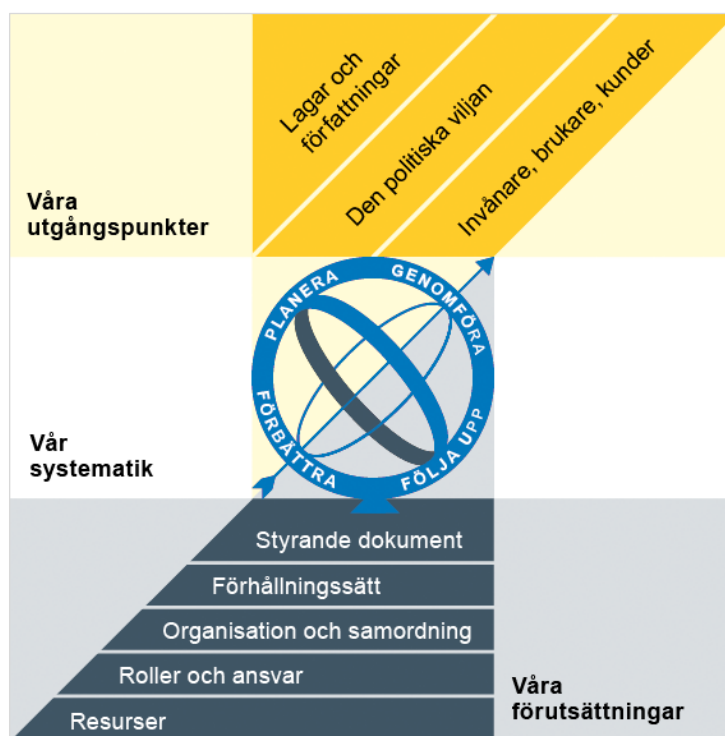 Lagar och
författningar
Den politiska viljan
Invånare, brukare, kunder
Våra
utgångspunkter
PLANERA
GENOMFÖRA
FÖRBÄTTRA
FÖLJA UPP
Vår
systematik
Styrande dokument
Förhållningssätt
Organisation och samordning
Roller och ansvar
Resurser
Våra
förutsättningar